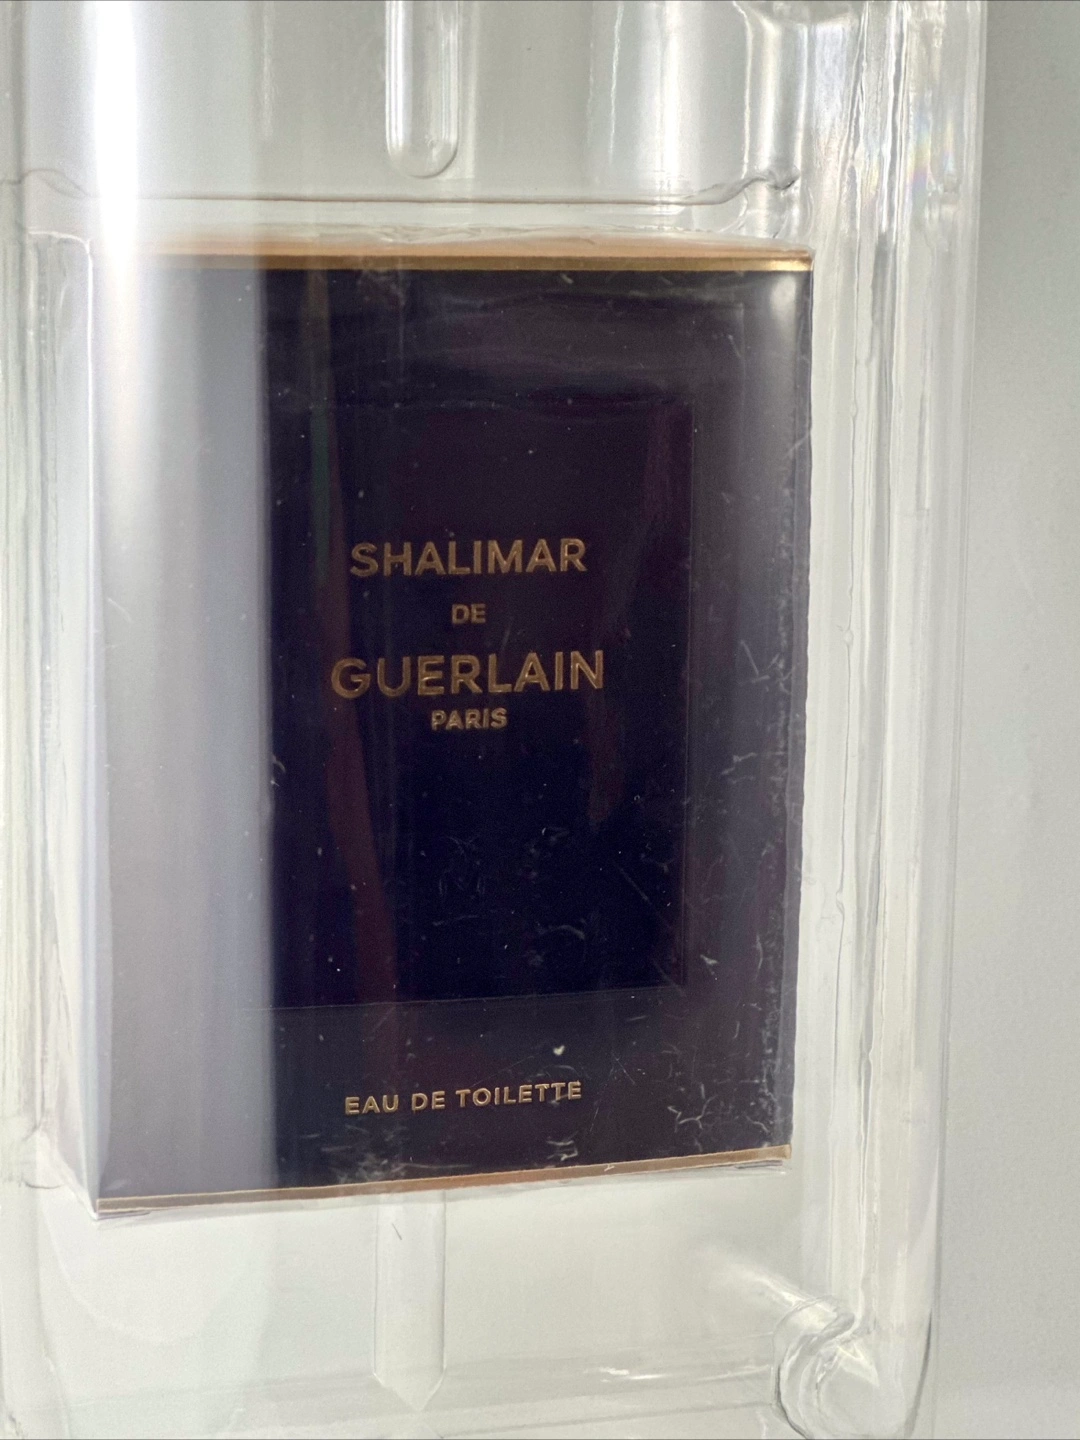 SHALIMAR
DE
GUERLAIN
PARIS
EAU DE TOILETTE